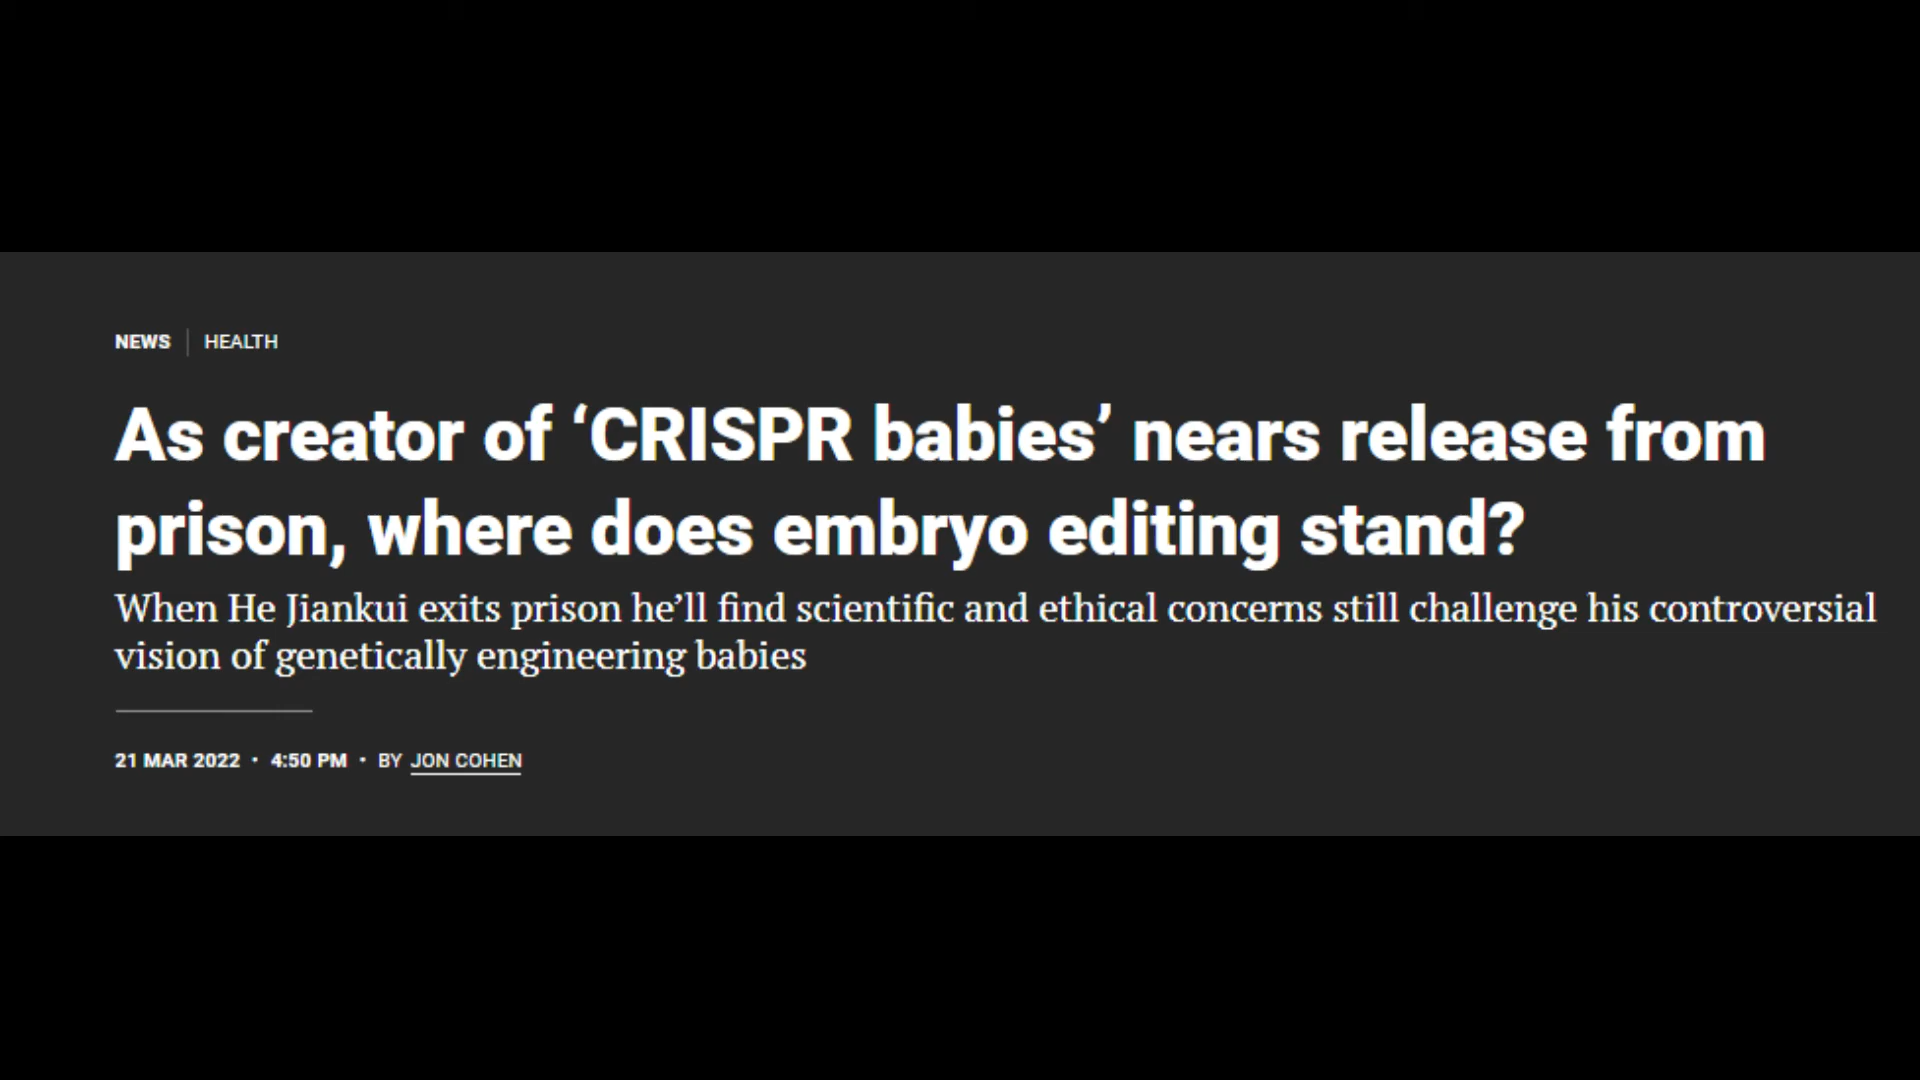 NEWS | HEALTH
As creator of ‘CRISPR babies’ nears release from
prison, where does embryo editing stand?
When He Jiankui exits prison he’ll find scientific and ethical concerns still challenge his controversial
vision of genetically engineering babies
21 MAR 2022 • 4:50 PM • BY JON COHEN